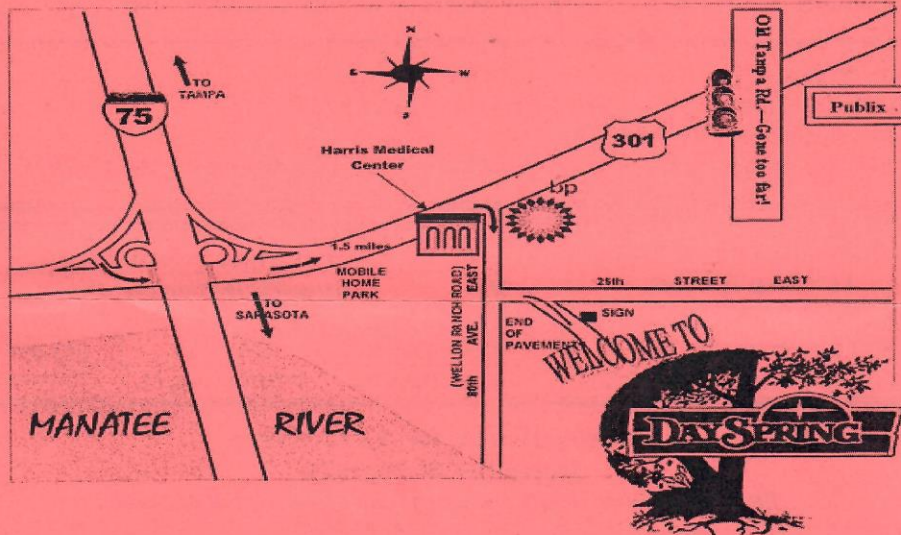 N
E
W
S
TO
TAMPA
75
Harris Medical
Center
301
Old Tampa Rd.—Gone too far!
Publix
bp
1.5 miles
MOBILE
HOME
PARK
TO
SARASOTA
(WELLON RANCH ROAD)
80th AVE. EAST
25th STREET EAST
SIGN
END
OF
PAVEMENT
WELCOME TO
DAYSPRING
MANATEE RIVER